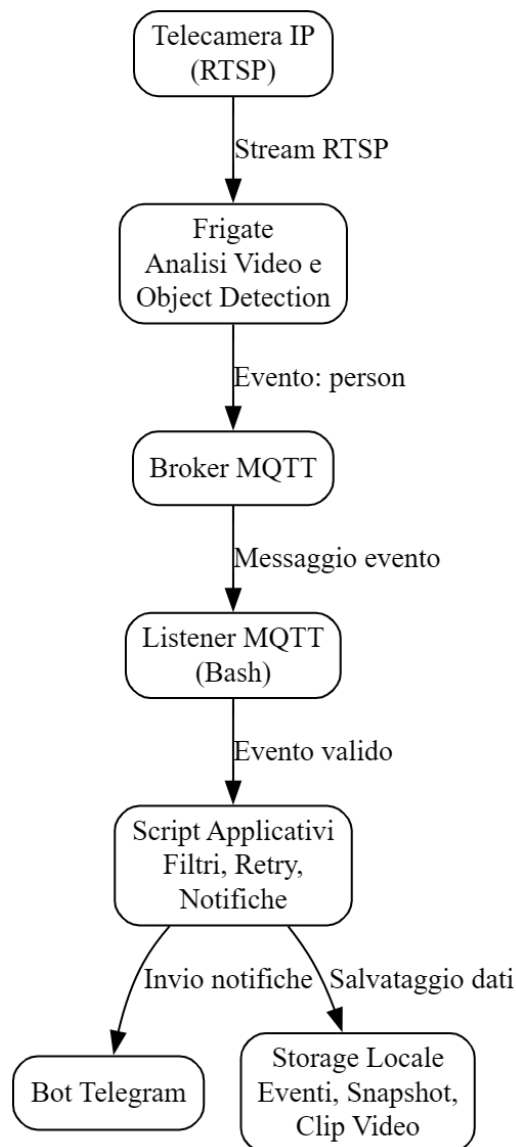 Telecamera IP
(RTSP)
Stream RTSP
Frigate
Analisi Video e
Object Detection
Evento: person
Broker MQTT
Messaggio evento
Listener MQTT
(Bash)
Evento valido
Script Applicativi
Filtri, Retry,
Notifiche
Invio notifiche
Salvataggio dati
Bot Telegram
Storage Locale
Eventi, Snapshot,
Clip Video